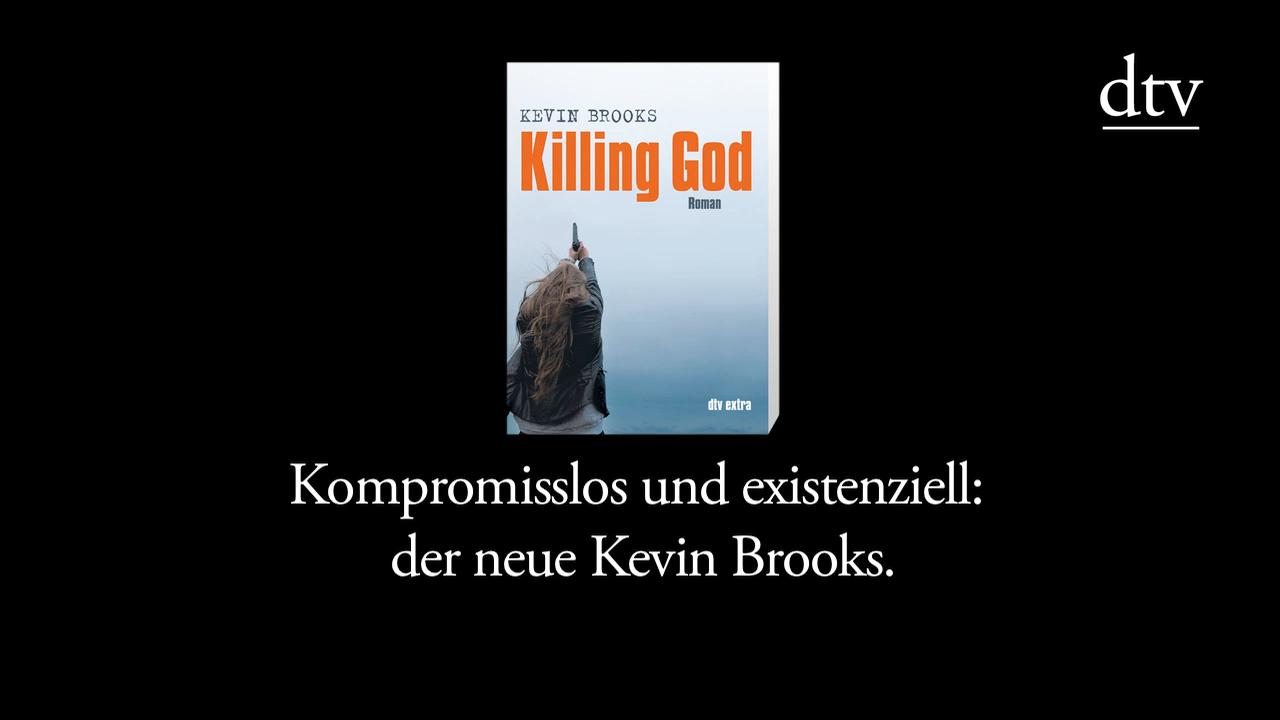 dtv
KEVIN BROOKS
Killing God
Roman
dtv extra
Kompromisslos und existenziell:
der neue Kevin Brooks.